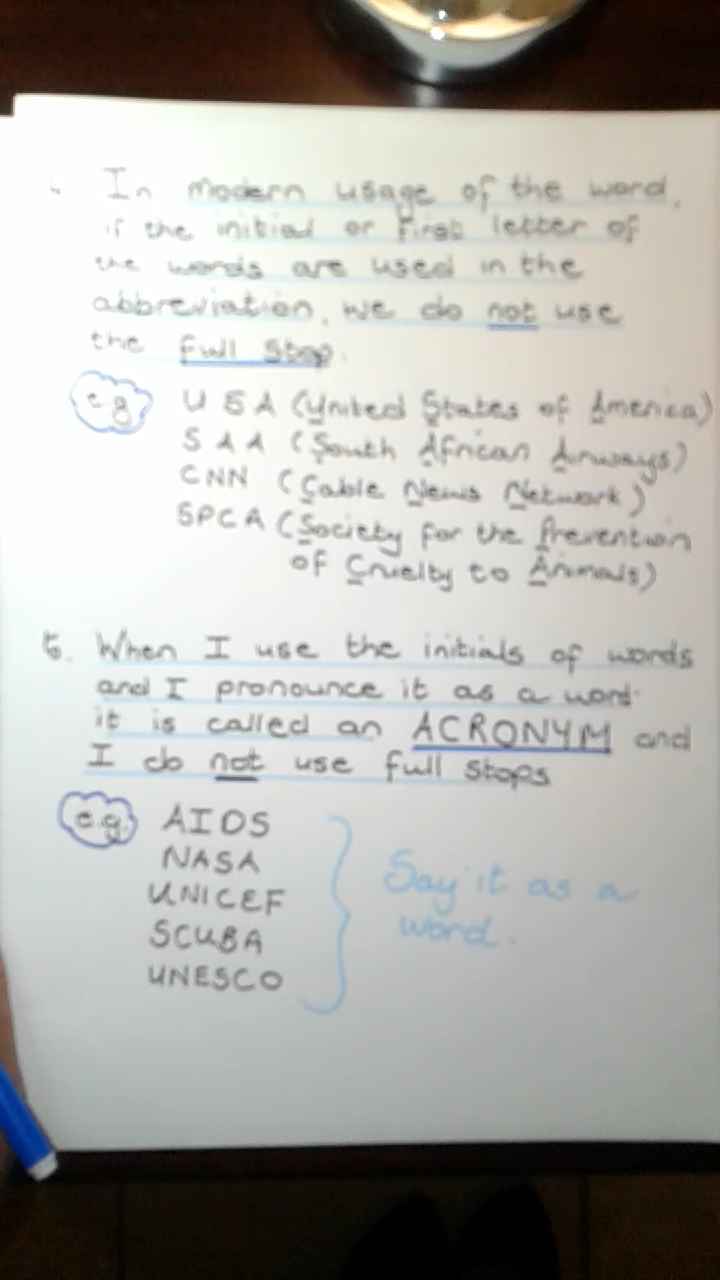 In modern usage of the word,
if the initial or first letter of
the words are used in the
abbreviation, we do not use
the full stop.
e.g. USA (United States of America)
SAA (South African Airways)
CNN (Cable News Network)
SPCA (Society for the Prevention
of Cruelty to Animals)
5. When I use the initials of words
and I pronounce it as a word
it is called an ACRONYM and
I do not use full stops
e.g. AIDS
NASA
UNICEF
SCUBA
UNESCO
Say it as a
word.